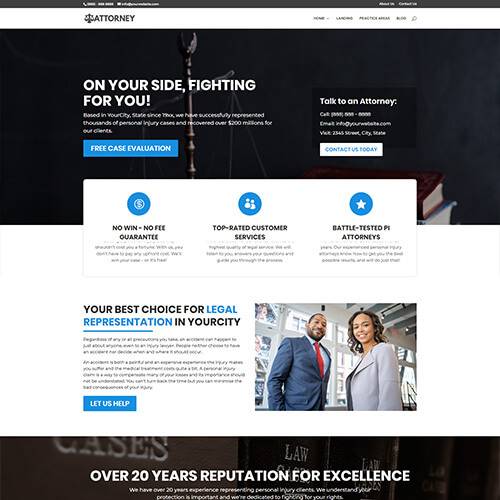 (888) - 888 - 8888 info@yourwebsite.com About Us Contact Us
ATTORNEY HOME LANDING PRACTICE AREAS BLOG
ON YOUR SIDE, FIGHTING
FOR YOU!
Based in YourCity, State since 19xx, we have successfully represented
thousands of personal injury cases and recovered over $200 millions for
our clients.
FREE CASE EVALUATION
Talk to an Attorney:
Call: (888) 888 - 8888
Email: info@yourwebsite.com
Visit: 2345 Street, City, State
CONTACT US TODAY
NO WIN - NO FEE
GUARANTEE
wouldn't cost you a fortune. With us, you
don't have to pay any upfront cost. We'll
win your case - or it's free!
TOP-RATED CUSTOMER
SERVICES
highest quality of legal service. We will
listen to you, answers your questions and
guide you through the process.
BATTLE-TESTED PI
ATTORNEYS
years. Our experienced personal injury
attorneys know how to get you the best
possible results, and will do just that!
YOUR BEST CHOICE FOR LEGAL
REPRESENTATION IN YOURCITY
Regardless of any or all precautions you take, an accident can happen to
just about anyone, even to an injury lawyer. People neither choose to have
an accident nor decide when and where it should occur.
An accident is both a painful and an expensive experience the injury makes
you suffer and the medical treatment costs quite a bit. A personal injury
claim is a way to compensate many of your losses and its importance should
not be understated. You can't turn back the time but you can minimise the
bad consequences of your injury.
LET US HELP
CASES
LAW
CASES
LAW
OVER 20 YEARS REPUTATION FOR EXCELLENCE
We have over 20 years experience representing personal injury clients. We understand your
protection is important and we're dedicated to fighting for your rights.